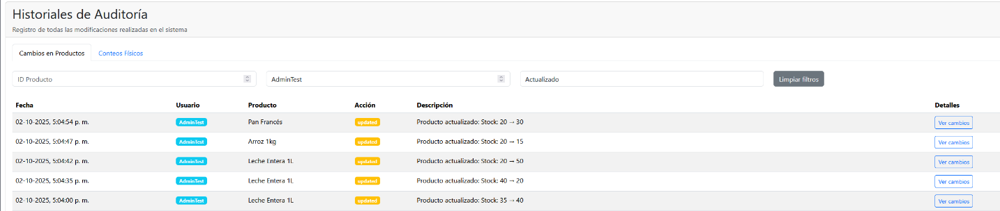 Historiales de Auditoría
Registro de todas las modificaciones realizadas en el sistema
Cambios en Productos Conteos Físicos
ID Producto AdminTest Actualizado Limpiar filtros
Fecha Usuario Producto Acción Descripción Detalles
02-10-2025, 5:04:54 p. m. AdminTest Pan Francés updated Producto actualizado: Stock: 20 → 30 Ver cambios
02-10-2025, 5:04:47 p. m. AdminTest Arroz 1kg updated Producto actualizado: Stock: 20 → 15 Ver cambios
02-10-2025, 5:04:42 p. m. AdminTest Leche Entera 1L updated Producto actualizado: Stock: 20 → 50 Ver cambios
02-10-2025, 5:04:35 p. m. AdminTest Leche Entera 1L updated Producto actualizado: Stock: 40 → 20 Ver cambios
02-10-2025, 5:04:00 p. m. AdminTest Leche Entera 1L updated Producto actualizado: Stock: 35 → 40 Ver cambios